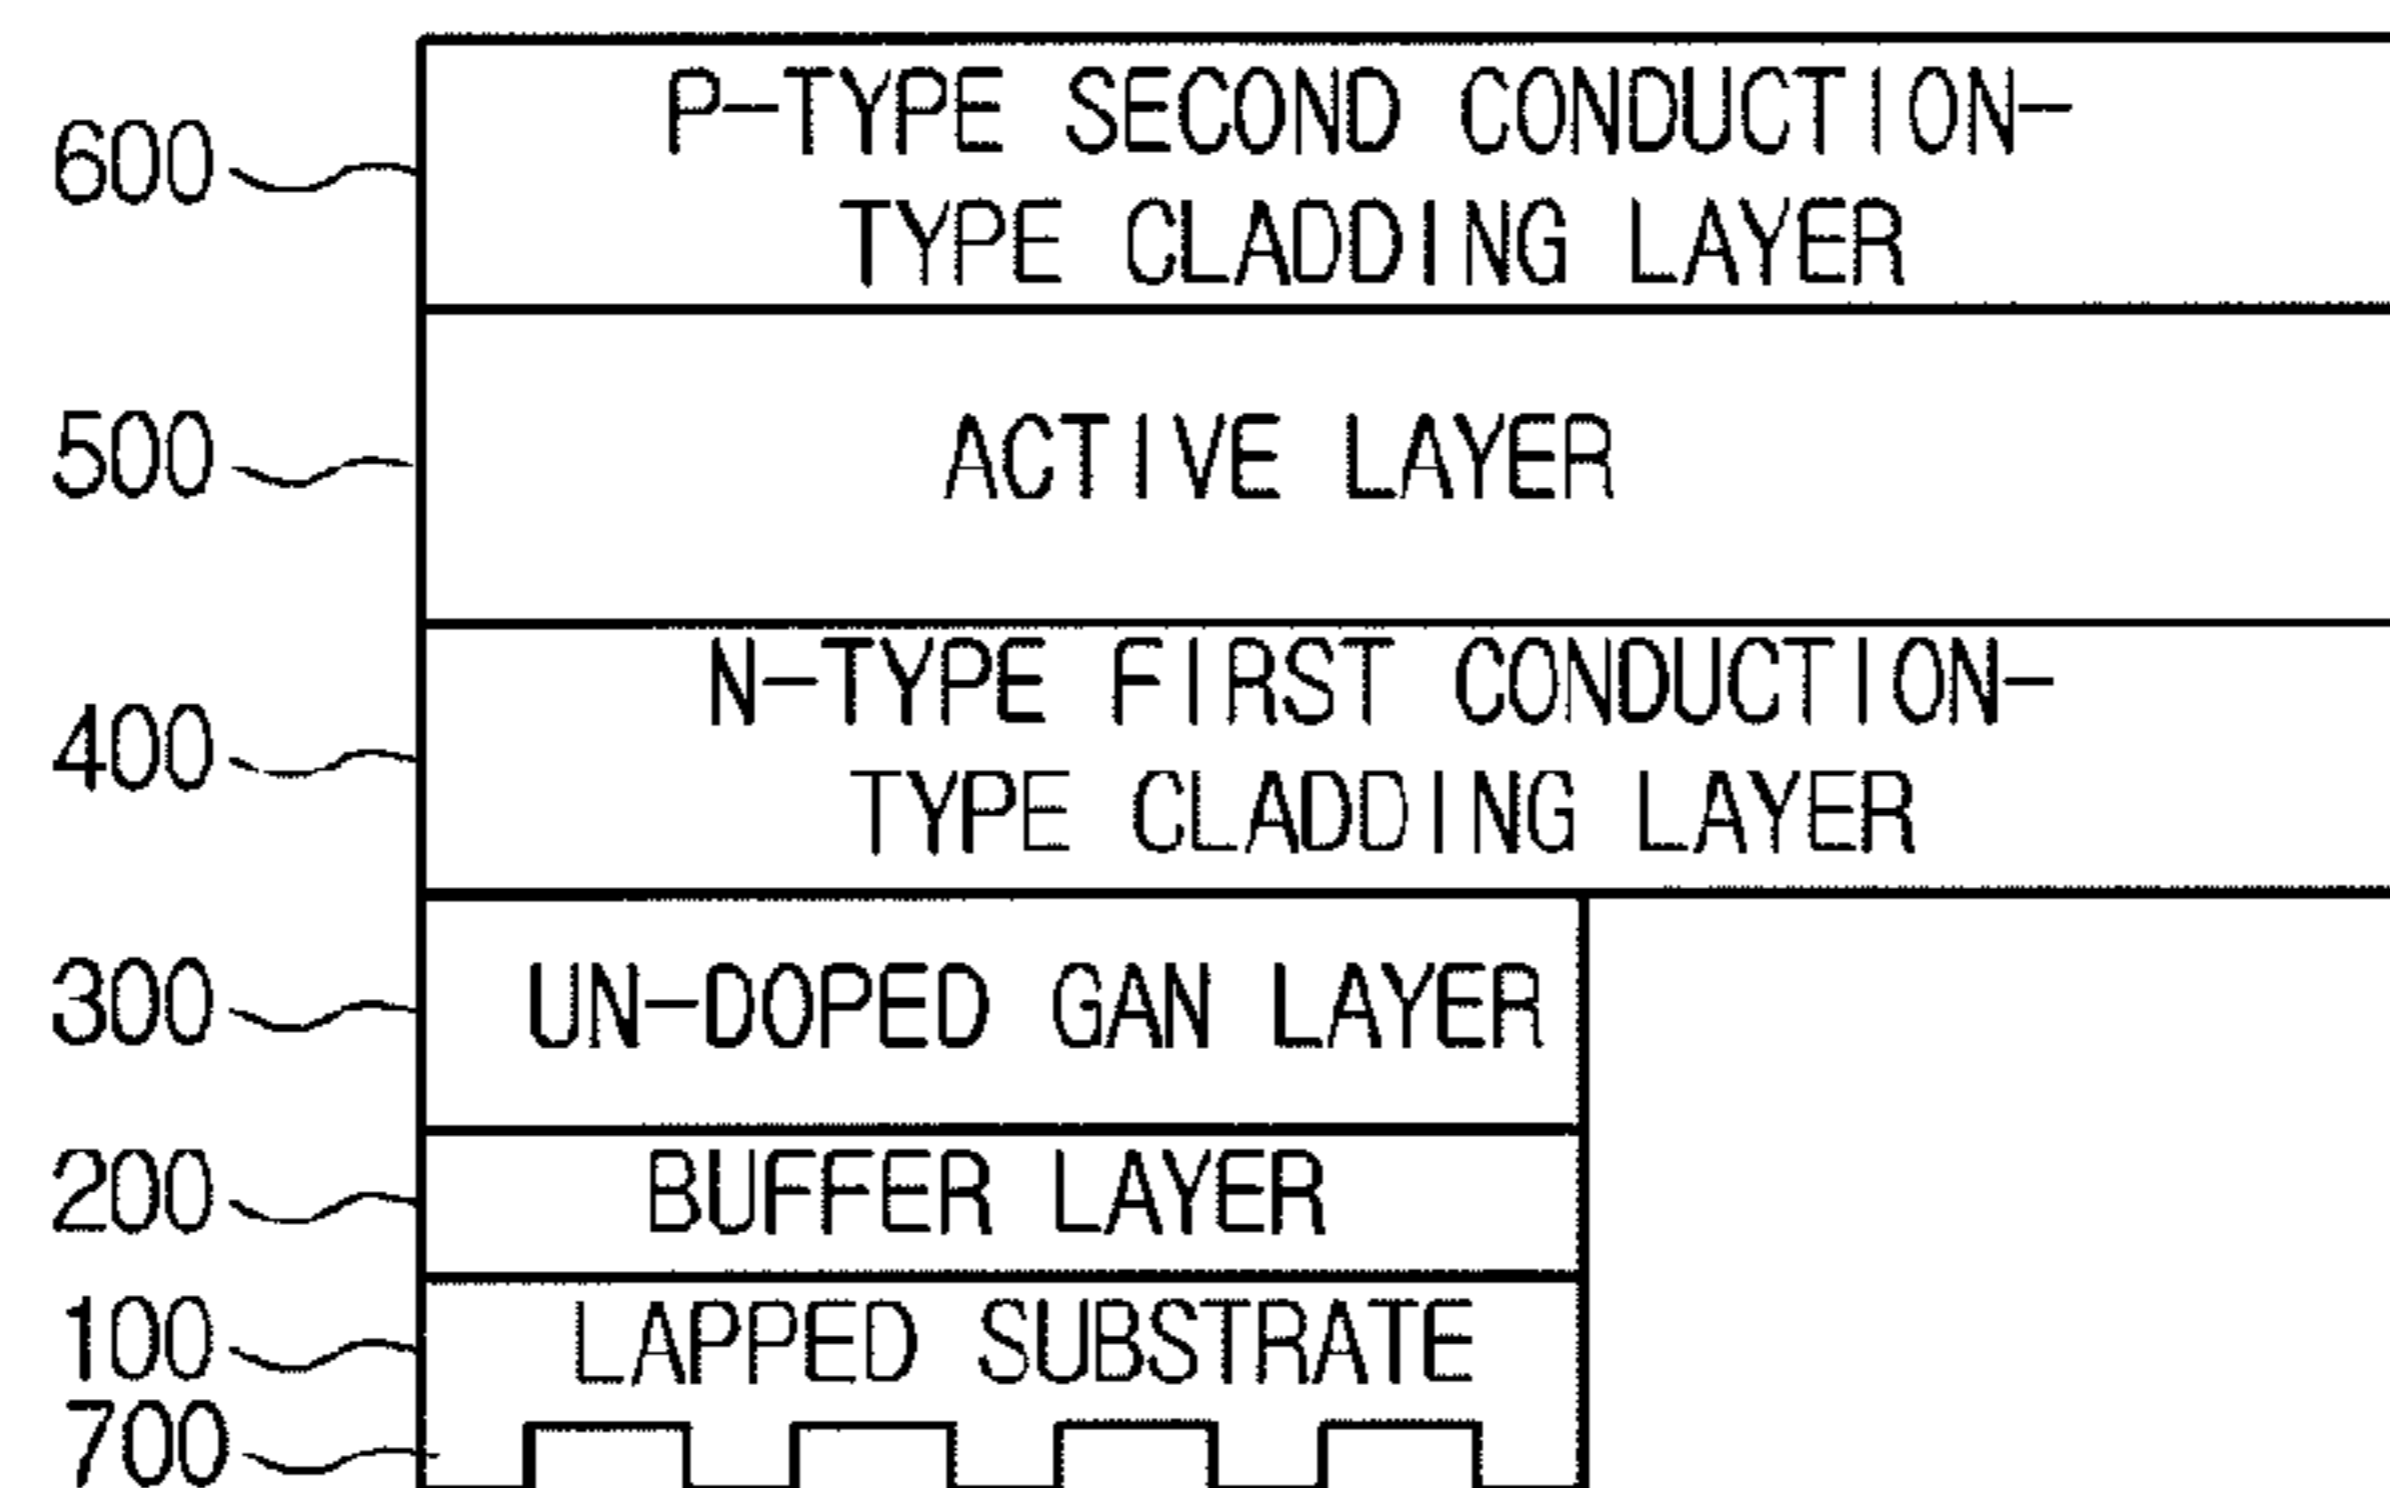 600
P-TYPE SECOND CONDUCTION-
TYPE CLADDING LAYER
500
ACTIVE LAYER
400
N-TYPE FIRST CONDUCTION-
TYPE CLADDING LAYER
300
UN-DOPED GAN LAYER
200
BUFFER LAYER
100
LAPPED SUBSTRATE
700